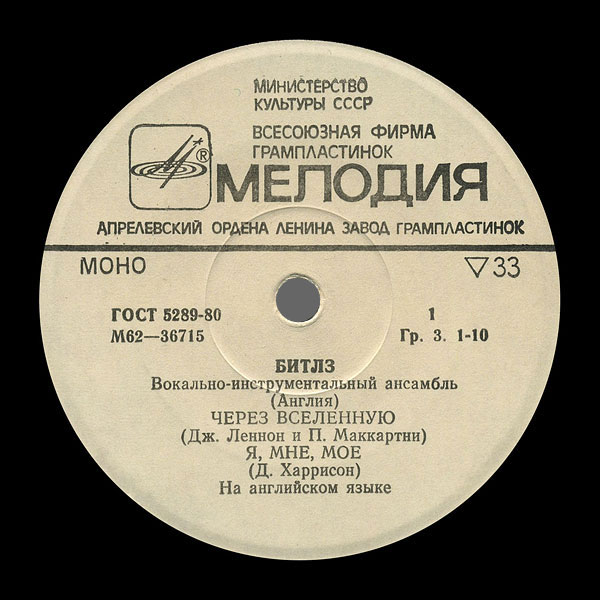 МИНИСТЕРСТВО
КУЛЬТУРЫ СССР
ВСЕСОЮЗНАЯ ФИРМА
ГРАМПЛАСТИНОК
® МЕЛОДИЯ
АПРЕЛЕВСКИЙ ОРДЕНА ЛЕНИНА ЗАВОД ГРАМПЛАСТИНОК
МОНО ▽ 33
ГОСТ 5289-80 1
М62—36715 Гр. 3. 1-10
БИТЛЗ
Вокально-инструментальный ансамбль
(Англия)
ЧЕРЕЗ ВСЕЛЕННУЮ
(Дж. Леннон и П. Маккартни)
Я, МНЕ, МОЕ
(Д. Харрисон)
На английском языке